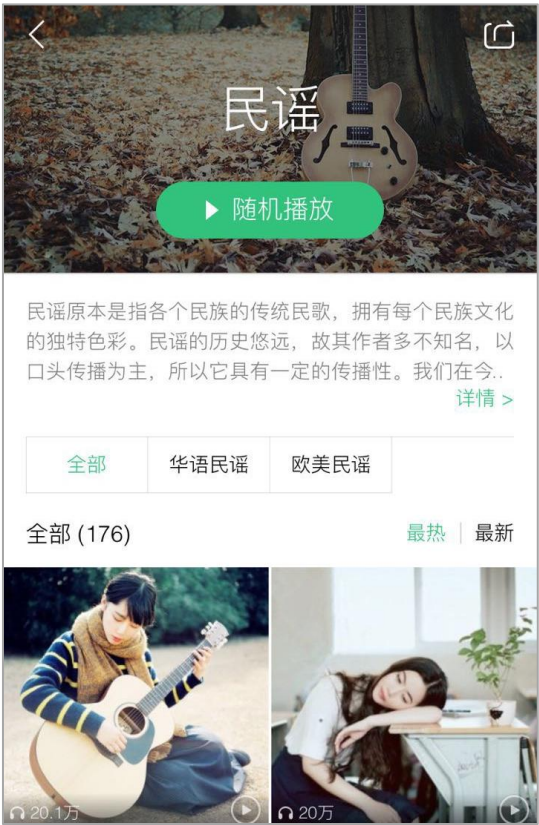 民谣
随机播放
民谣原本是指各个民族的传统民歌，拥有每个民族文化
的独特色彩。民谣的历史悠远，故其作者多不知名，以
口头传播为主，所以它具有一定的传播性。我们在今..
详情 >
全部
华语民谣
欧美民谣
全部 (176)
最热
最新
20.1万
20万